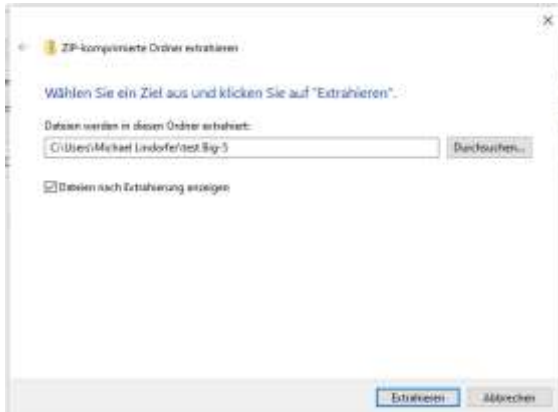 ZIP-komprimierte Ordner extrahieren
Wählen Sie ein Ziel aus und klicken Sie auf "Extrahieren".
Dateien werden in diesen Ordner extrahiert:
C:\Users\Michael Lindorfer\test Big-5
Durchsuchen...
Dateien nach Extrahierung anzeigen
Extrahieren
Abbrechen